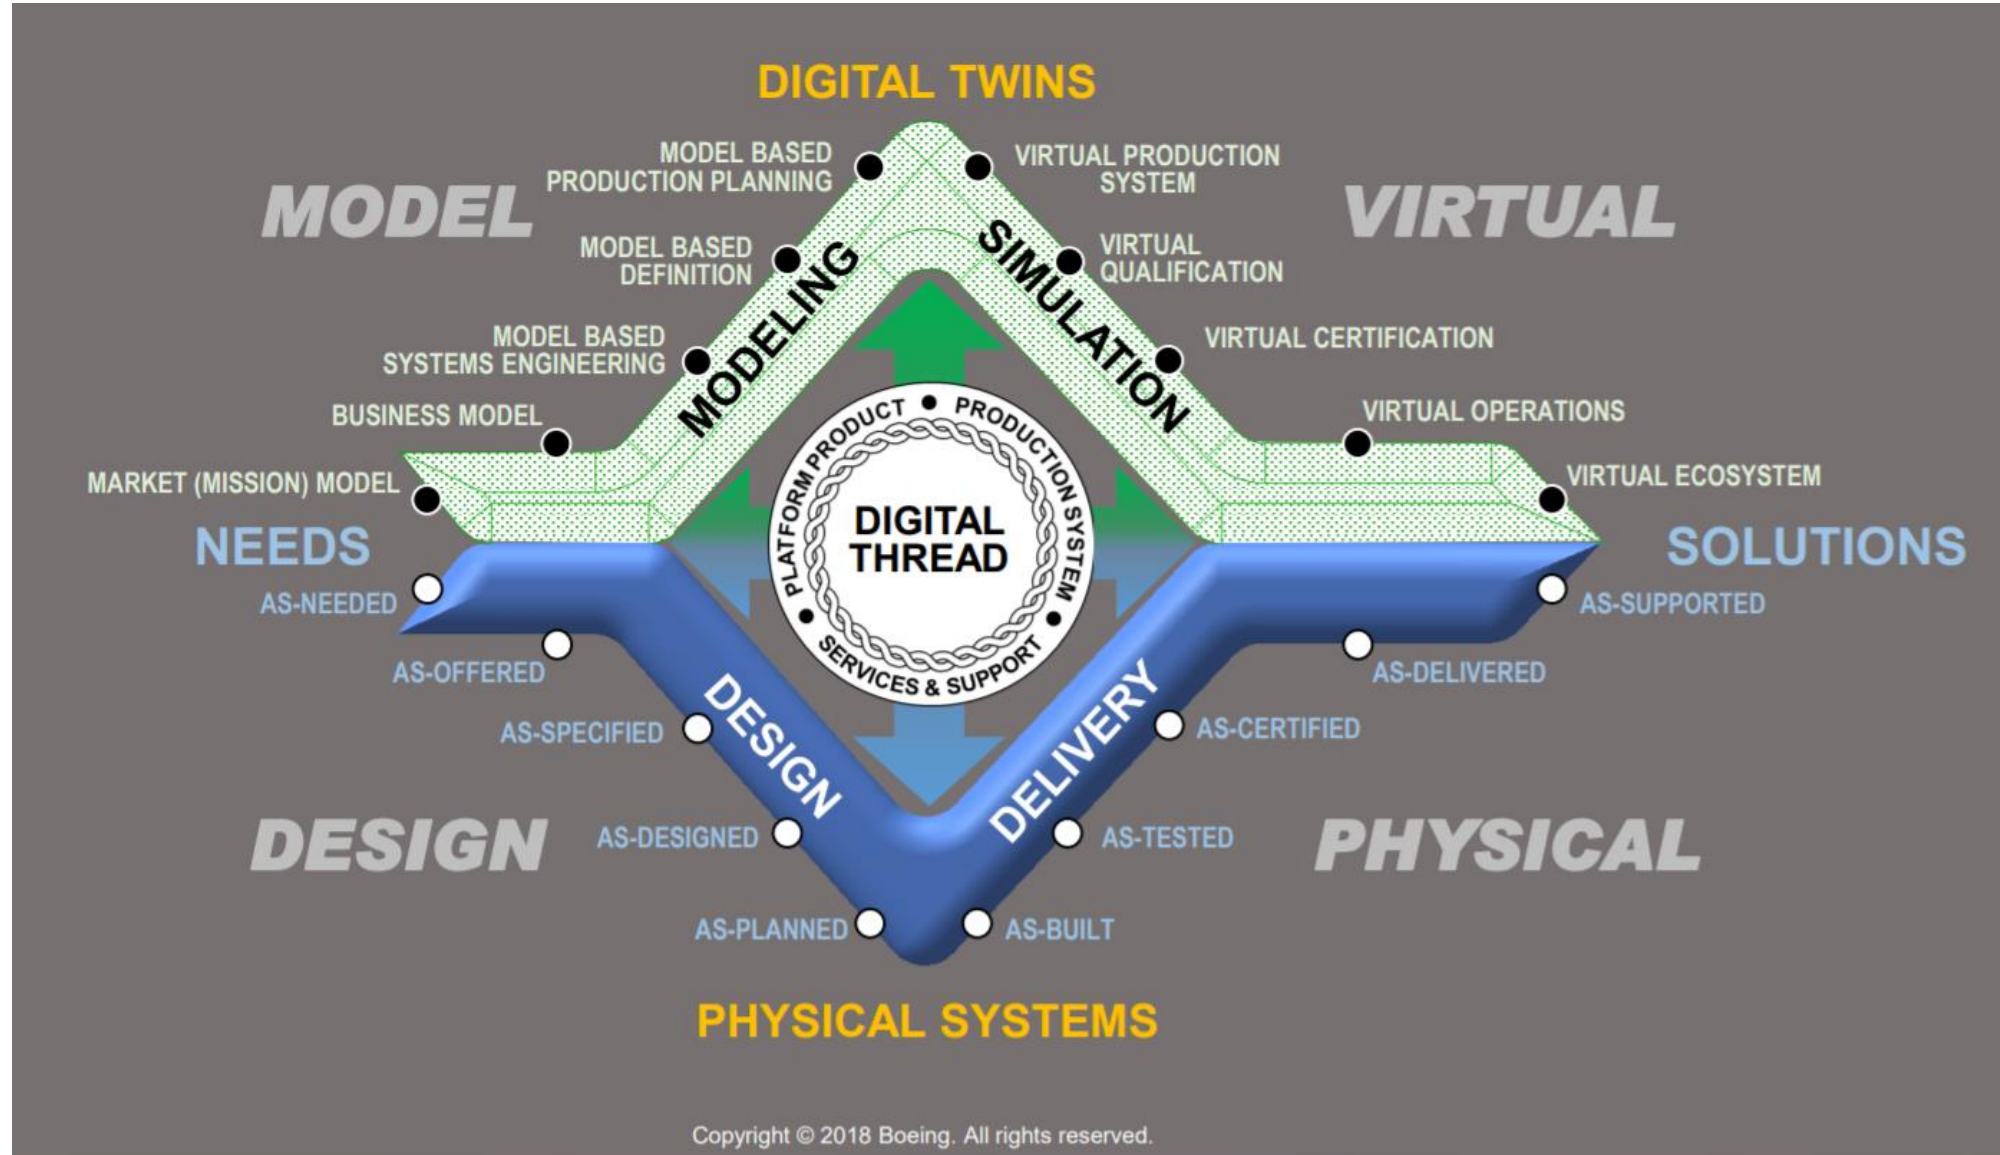 DIGITAL TWINS
MODEL
VIRTUAL
MODEL BASED
PRODUCTION PLANNING
VIRTUAL PRODUCTION
SYSTEM
MODEL BASED
DEFINITION
VIRTUAL
QUALIFICATION
MODEL BASED
SYSTEMS ENGINEERING
VIRTUAL CERTIFICATION
BUSINESS MODEL
VIRTUAL OPERATIONS
MARKET (MISSION) MODEL
VIRTUAL ECOSYSTEM
MODELING
SIMULATION
PLATFORM PRODUCT • PRODUCTION SYSTEM • SERVICES & SUPPORT •
DIGITAL
THREAD
NEEDS
SOLUTIONS
AS-NEEDED
AS-SUPPORTED
AS-OFFERED
AS-DELIVERED
AS-SPECIFIED
AS-CERTIFIED
DESIGN
DELIVERY
AS-DESIGNED
AS-TESTED
DESIGN
PHYSICAL
AS-PLANNED
AS-BUILT
PHYSICAL SYSTEMS
Copyright © 2018 Boeing. All rights reserved.